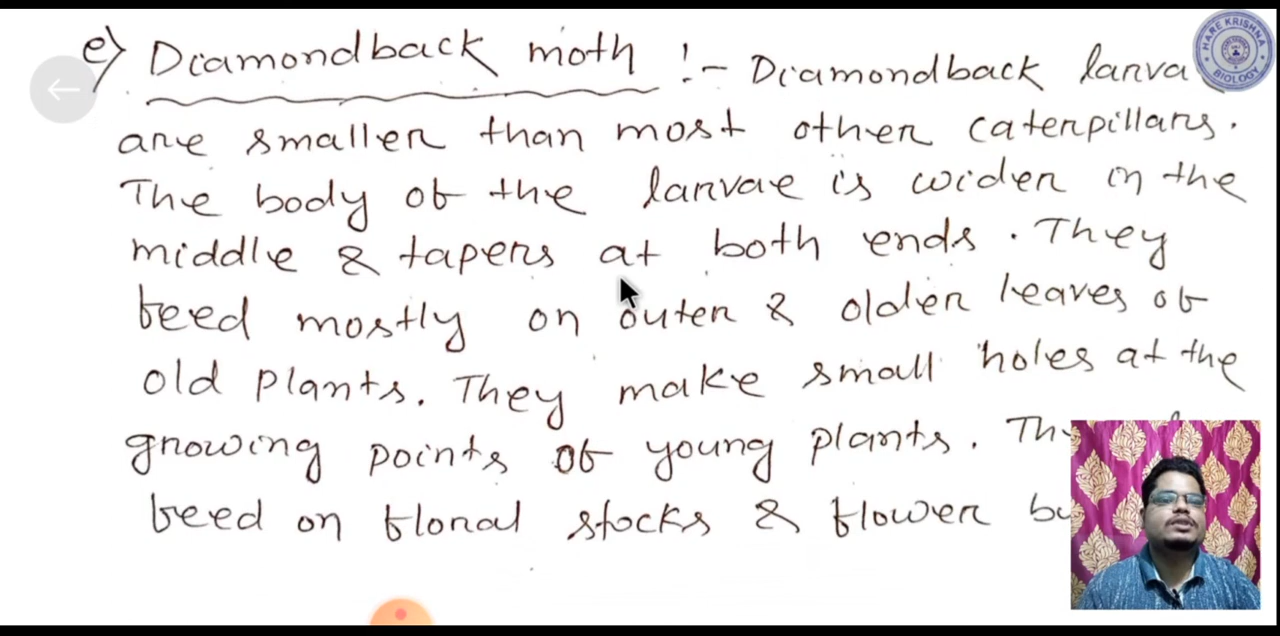 e) Diamondback moth :- Diamondback larva
are smaller than most other caterpillars.
The body of the larvae is wider in the
middle & tapers at both ends. They
feed mostly on outer & older leaves of
old plants. They make small holes at the
growing points of young plants.
feed on floral stocks & flower
HARE KRISHNA
BIOLOGY